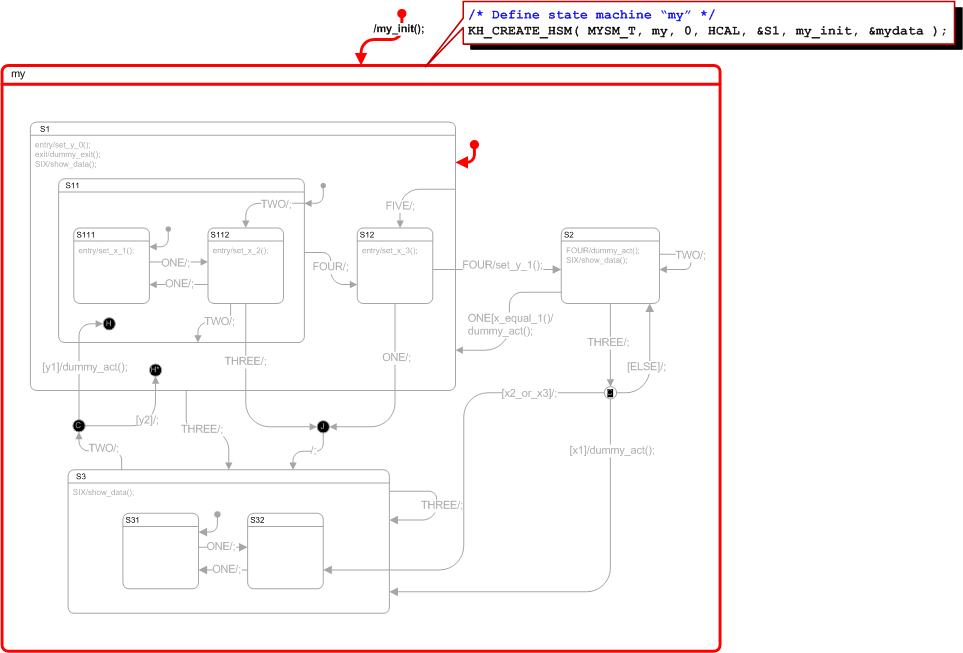 /* Define state machine “my” */
KH_CREATE_HSM( MYSM_T, my, 0, HCAL, &S1, my_init, &mydata );
/my_init();
my
S1
entry/set_y_0();
exit/dummy_exit();
SIX/show_data();
S11
TWO/;
FIVE/;
S111
entry/set_x_1();
S112
entry/set_x_2();
S12
entry/set_x_3();
S2
FOUR/dummy_act();
SIX/show_data();
TWO/;
ONE/;
ONE/;
FOUR/;
FOUR/set_y_1();
TWO/;
ONE[x_equal_1()/
dummy_act();
H
THREE/;
THREE/;
ONE/;
[y1]/dummy_act();
H*
[ELSE]/;
[x2_or_x3]/;
[y2]/;
C
THREE/;
J
TWO/;
/;
[x1]/dummy_act();
S3
SIX/show_data();
THREE/;
S31
S32
ONE/;
ONE/;